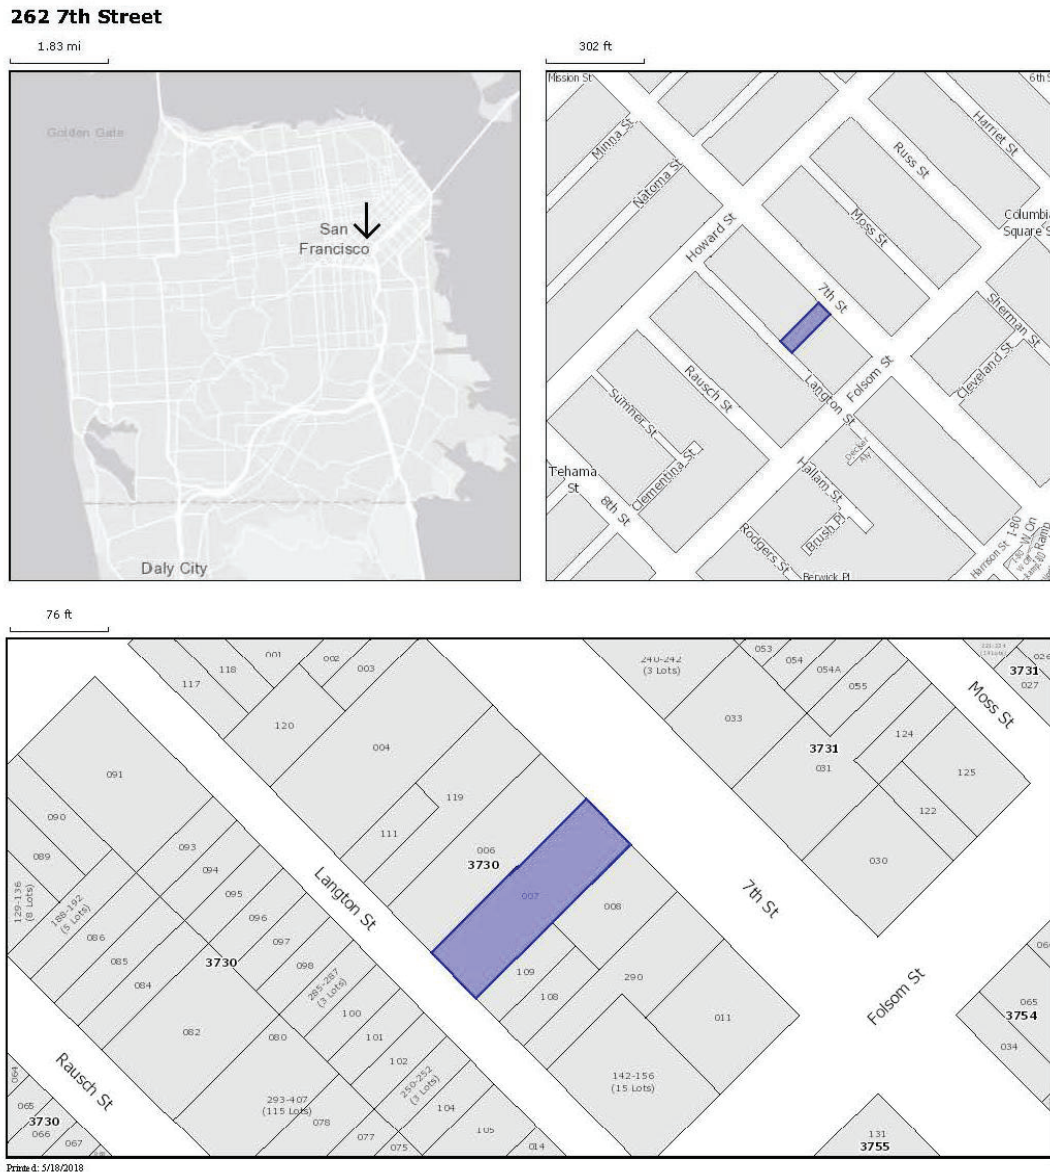 262 7th Street
1.83 mi
302 ft
Golden Gate
San
Francisco
Daly City
Mission St
6th S
Minna St
Harriet St
Russ St
Natoma St
Columbia
Square S
Moss St
Howard St
7th St
Sherman St
Cleveland St
Folsom St
Rausch St
Langton St
Sumner St
Decker
Aly
Clementina St
Tehama
St
Hallam St
8th St
Brush Pl
Rodgers St
Harrison St
I-80
W On
Ramp
Berwick Pl
76 ft
001
002
003
117
118
120
004
240-242
(3 Lots)
053
054
054A
055
3731
026
027
Moss St
033
3731
031
124
125
122
030
091
090
089
119
111
006
3730
007
008
093
094
095
096
097
098
129-136
(8 Lots)
188-192
(5 Lots)
086
085
084
3730
Langton St
7th St
109
108
290
011
285-287
(3 Lots)
100
101
102
250-252
(3 Lots)
104
105
014
082
080
293-407
(115 Lots)
078
077
075
142-156
(15 Lots)
Folsom St
065
3754
034
Rausch St
064
065
3730
066
067
131
3755
Printed: 5/18/2018